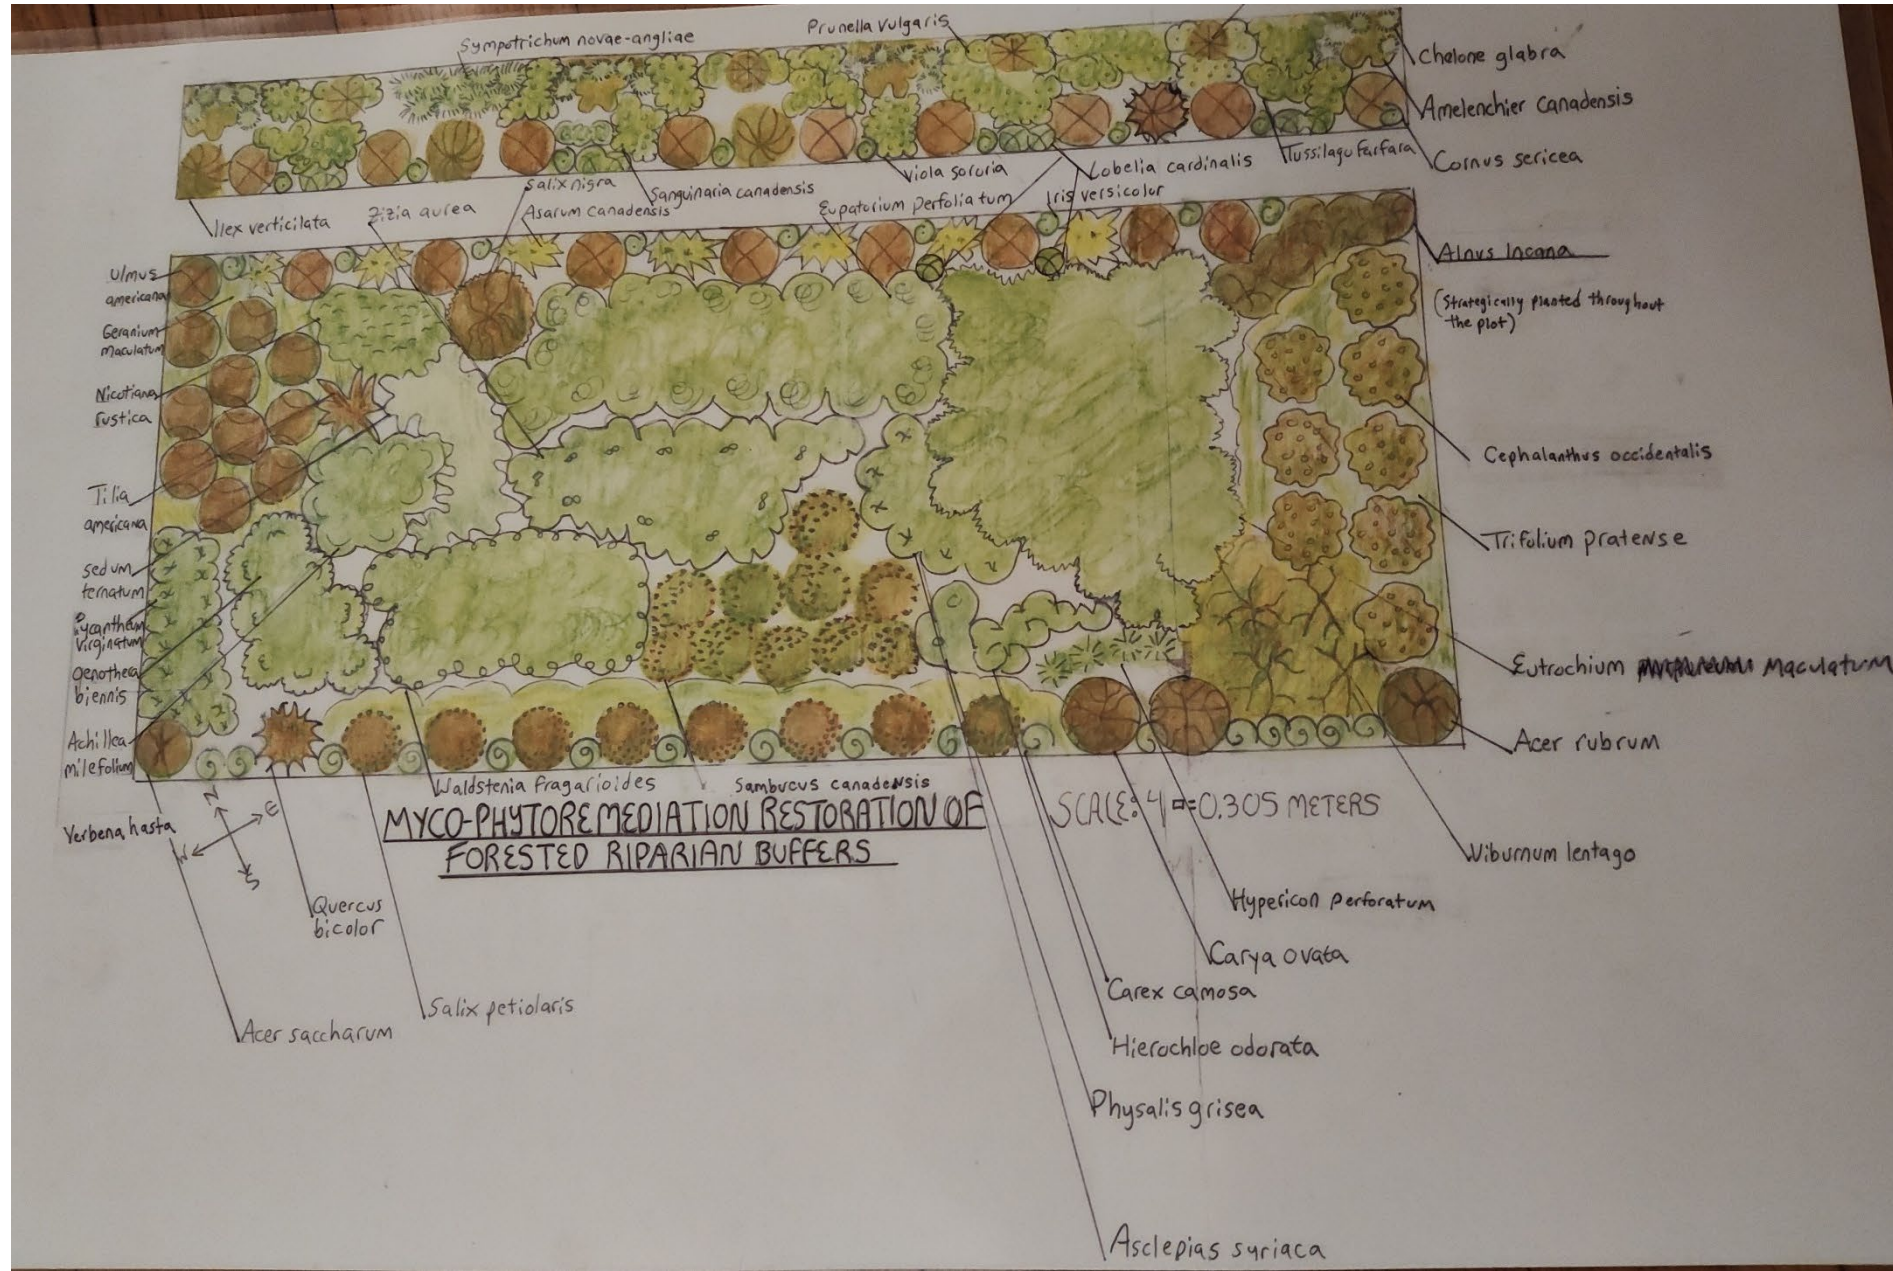 Sympotrichum novae-angliae
Prunella vulgaris
Chelone glabra
Amelenchier canadensis
Cornus sericea
Tussilagu farfara
Lobelia cardinalis
Viola sororia
Iris versicolor
Eupatorium perfoliatum
Sanguinaria canadensis
Salix nigra
Asarum canadensis
Zizia aurea
Ilex verticilata
Ulmus
americana
Geranium
maculatum
Nicotiana
rustica
Tilia
americana
sedum
ternatum
Pycanthem
Virginatum
Oenothera
biennis
Achillea
milefolium
Verbena hasta
Alnus Incana
(Strategically planted throughout
the plot)
Cephalanthus occidentalis
Trifolium pratense
Eutrochium Maculatum
Acer rubrum
Viburnum lentago
Waldstenia fragarioides
Sambucus canadensis
MYCO-PHYTOREMEDIATION RESTORATION OF
FORESTED RIPARIAN BUFFERS
SCALE: 4 = 0.305 METERS
N
E
W
S
Quercus
bicolor
Salix petiolaris
Acer saccharum
Hypericon perforatum
Carya ovata
Carex camosa
Hierochloe odorata
Physalis grisea
Asclepias syriaca